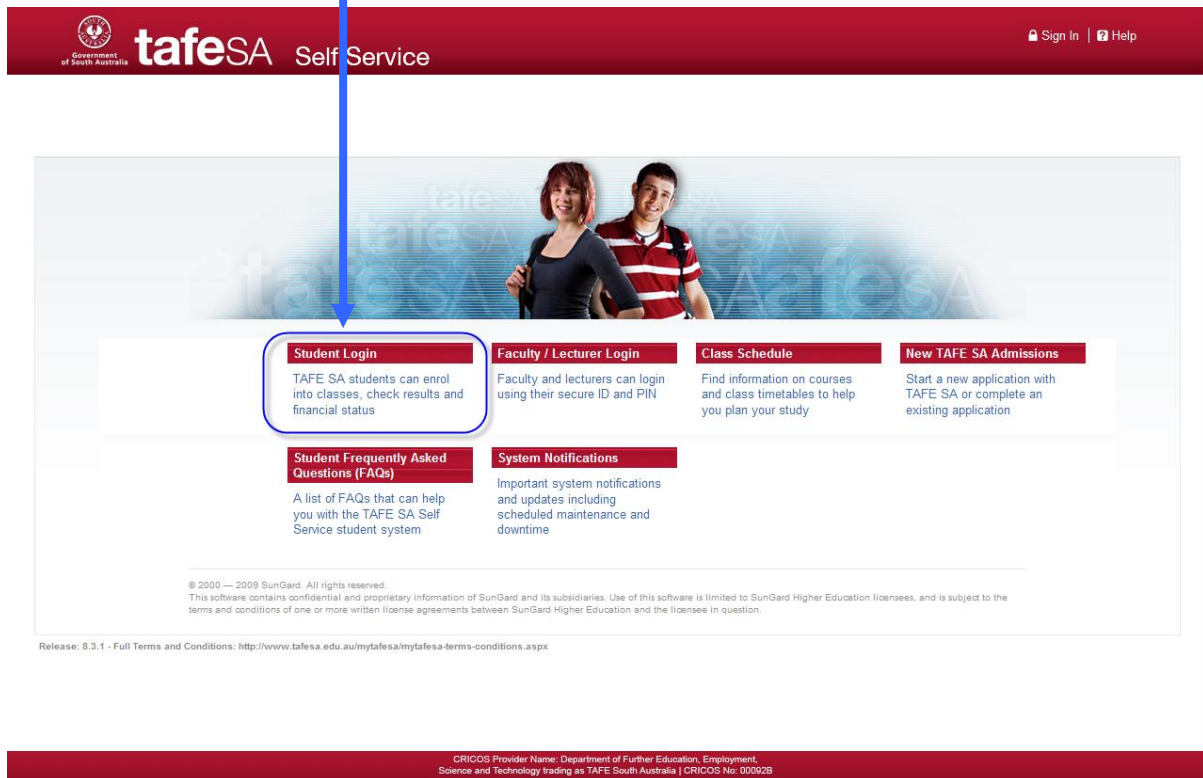 Government
of South Australia
tafeSA Self Service
Sign In | Help
tafeSA
tafeSA
tafeSA
Student Login
TAFE SA students can enrol
into classes, check results and
financial status
Faculty / Lecturer Login
Faculty and lecturers can login
using their secure ID and PIN
Class Schedule
Find information on courses
and class timetables to help
you plan your study
New TAFE SA Admissions
Start a new application with
TAFE SA or complete an
existing application
Student Frequently Asked
Questions (FAQs)
A list of FAQs that can help
you with the TAFE SA Self
Service student system
System Notifications
Important system notifications
and updates including
scheduled maintenance and
downtime
© 2000 — 2009 SunGard. All rights reserved.
This software contains confidential and proprietary information of SunGard and its subsidiaries. Use of this software is limited to SunGard Higher Education licensees, and is subject to the
terms and conditions of one or more written license agreements between SunGard Higher Education and the licensee in question.
Release: 8.3.1 - Full Terms and Conditions: http://www.tafesa.edu.au/mytafesa/mytafesa-terms-conditions.aspx
CRICOS Provider Name: Department of Further Education, Employment,
Science and Technology trading as TAFE South Australia | CRICOS No: 00092B